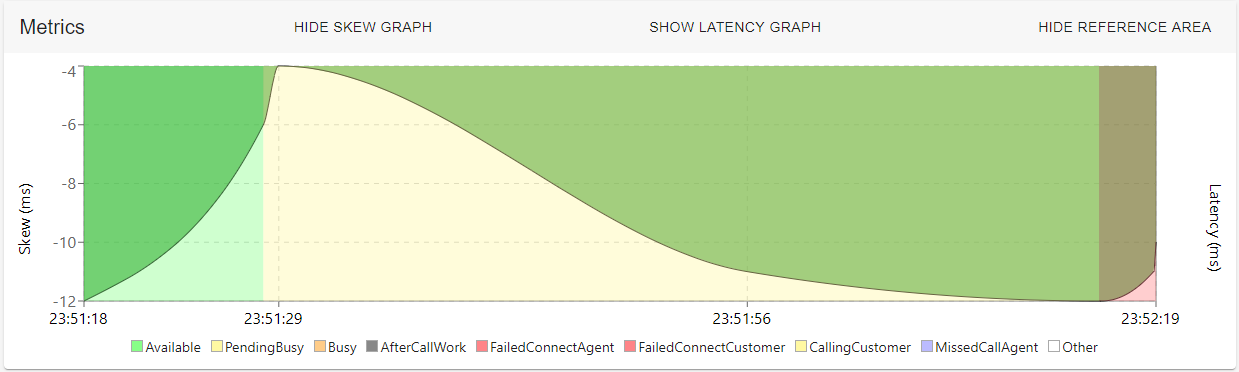 Metrics HIDE SKEW GRAPH SHOW LATENCY GRAPH HIDE REFERENCE AREA
-4
-6
-8
-10
-12
Skew (ms)
Latency (ms)
23:51:18 23:51:29 23:51:56 23:52:19
Available PendingBusy Busy AfterCallWork FailedConnectAgent FailedConnectCustomer CallingCustomer MissedCallAgent Other